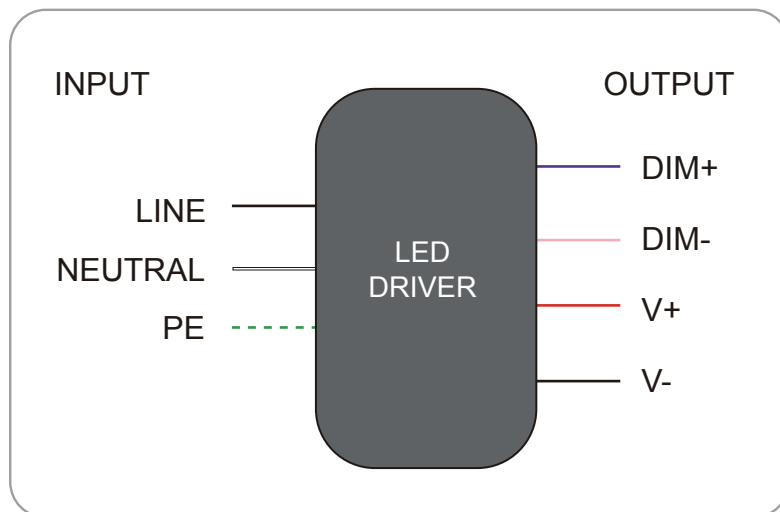 INPUT
OUTPUT
LINE
NEUTRAL
PE
LED
DRIVER
DIM+
DIM-
V+
V-